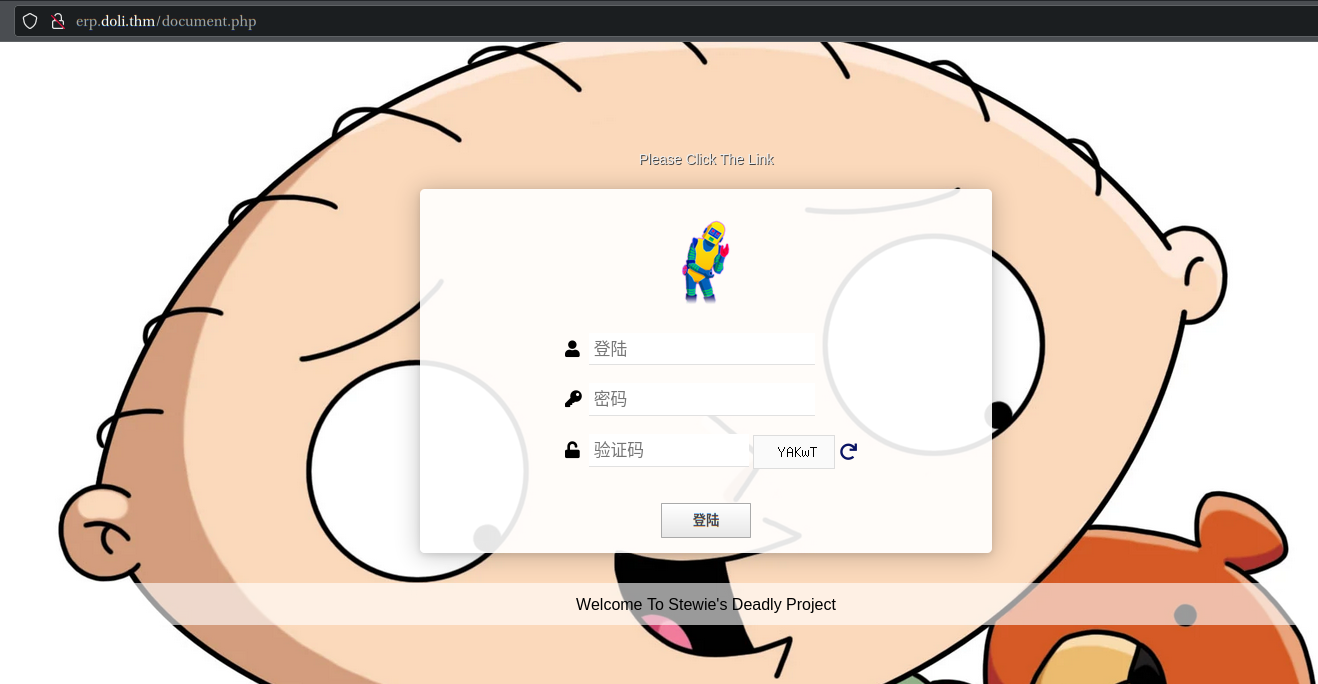 erp.doli.thm/document.php
Please Click The Link
登陆
密码
验证码 YAKwT
登陆
Welcome To Stewie's Deadly Project